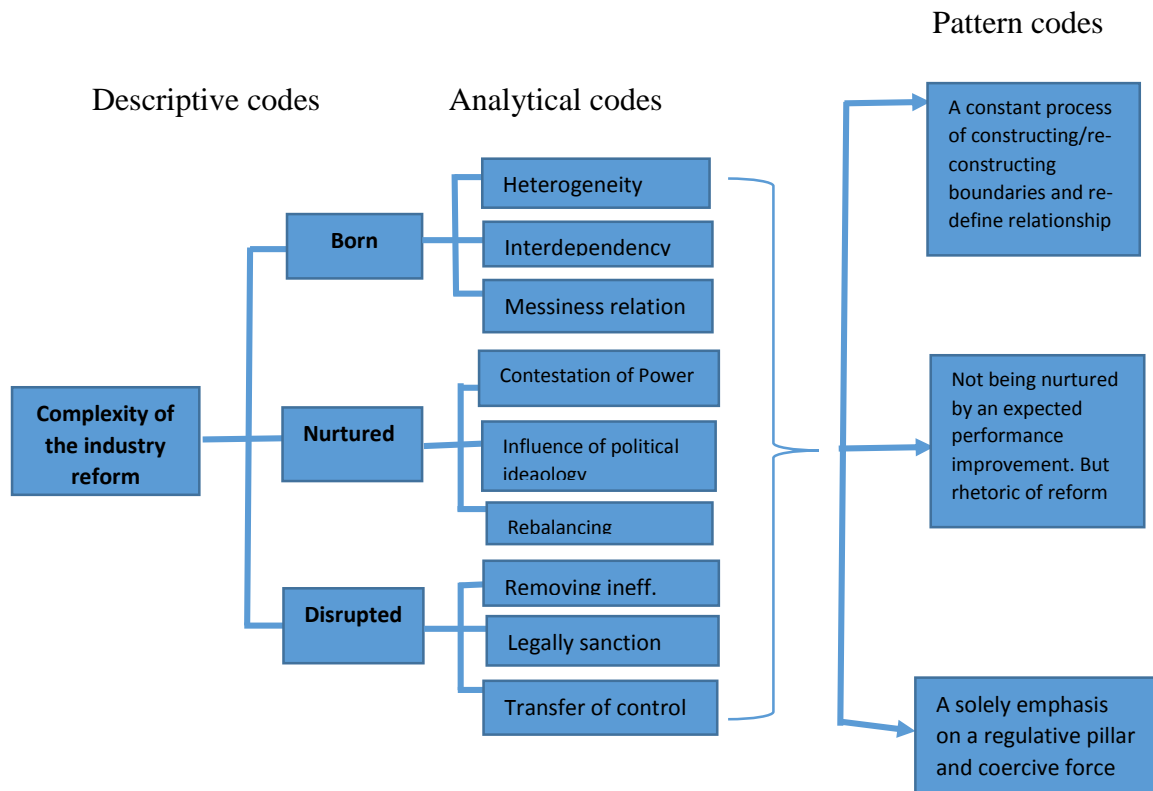 Pattern codes
Descriptive codes
Analytical codes
A constant process
of constructing/re-
constructing
boundaries and re-
define relationship
Heterogeneity
Born
Interdependency
Messiness relation
Contestation of Power
Not being nurtured
by an expected
performance
improvement. But
rhetoric of reform
Complexity of
the industry
reform
Nurtured
Influence of political
ideaology
Rebalancing
Removing ineff.
Disrupted
Legally sanction
Transfer of control
A solely emphasis
on a regulative pillar
and coercive force